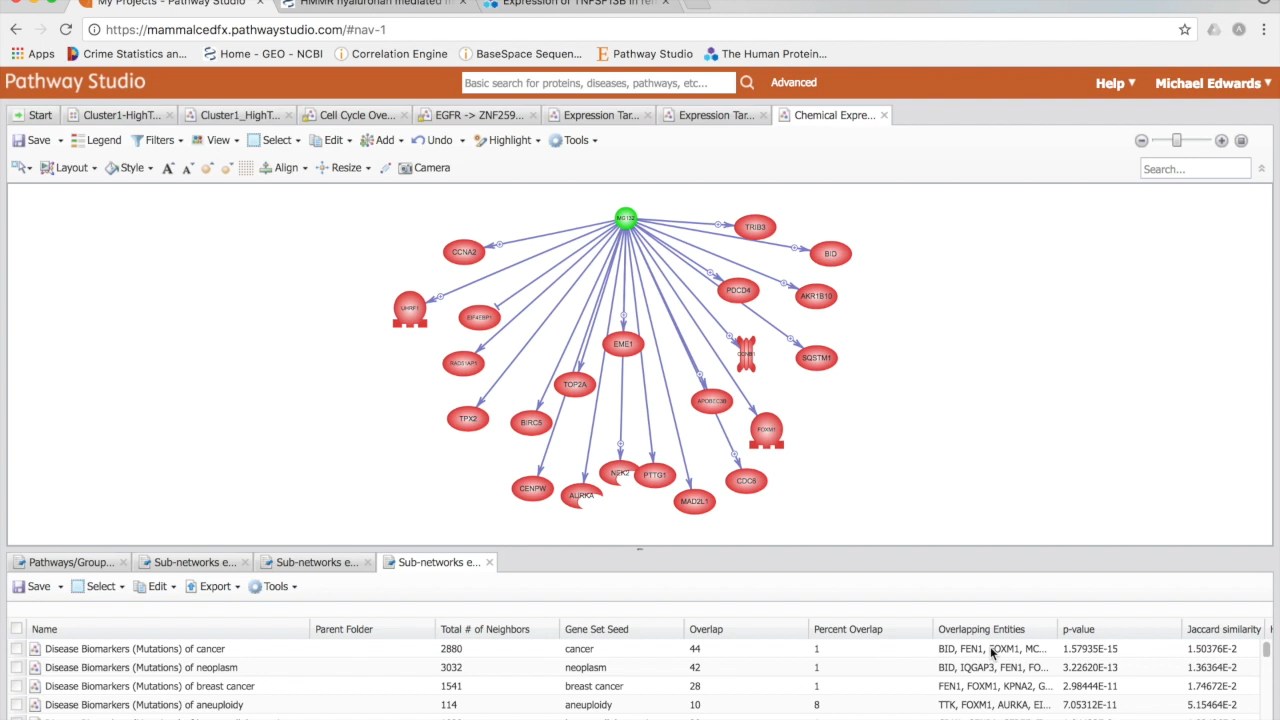 My Projects - Pathway Studio
HMMR hyaluronan mediated m
Expression of TNFSF13B in re
https://mammalcedfx.pathwaystudio.com/#nav-1
Apps Crime Statistics an... Home - GEO - NCBI Correlation Engine BaseSpace Sequen... Pathway Studio The Human Protein...
Pathway Studio
Basic search for proteins, diseases, pathways, etc...
Advanced
Help
Michael Edwards
Start Cluster1-HighT... Cluster1_HighT... Cell Cycle Ove... EGFR -> ZNF259... Expression Tar... Expression Tar... Chemical Expre...
Save Legend Filters View Select Edit Add Undo Highlight Tools
Layout Style A A Align Resize Camera
Search...
MG132
TRIB3
CCNA2
BID
PDCD4
AKR1B10
UHRF1
EIF4EBP1
EME1
CCNB1
SQSTM1
RAD51AP1
TOP2A
APOBEC3B
TPX2
BIRC5
FOXM1
NEK2
PTTG1
CDC6
CENPW
AURKA
MAD2L1
Pathways/Group... Sub-networks e... Sub-networks e... Sub-networks e...
Save Select Edit Export Tools
Name Parent Folder Total # of Neighbors Gene Set Seed Overlap Percent Overlap Overlapping Entities p-value Jaccard similarity
Disease Biomarkers (Mutations) of cancer 2880 cancer 44 1 BID, FEN1, FOXM1, MC... 1.57935E-15 1.50376E-2
Disease Biomarkers (Mutations) of neoplasm 3032 neoplasm 42 1 BID, IQGAP3, FEN1, FO... 3.22620E-13 1.36364E-2
Disease Biomarkers (Mutations) of breast cancer 1541 breast cancer 28 1 FEN1, FOXM1, KPNA2, G... 2.98444E-11 1.74672E-2
Disease Biomarkers (Mutations) of aneuploidy 114 aneuploidy 10 8 TTK, FOXM1, AURKA, EI... 7.05312E-11 5.15464E-2